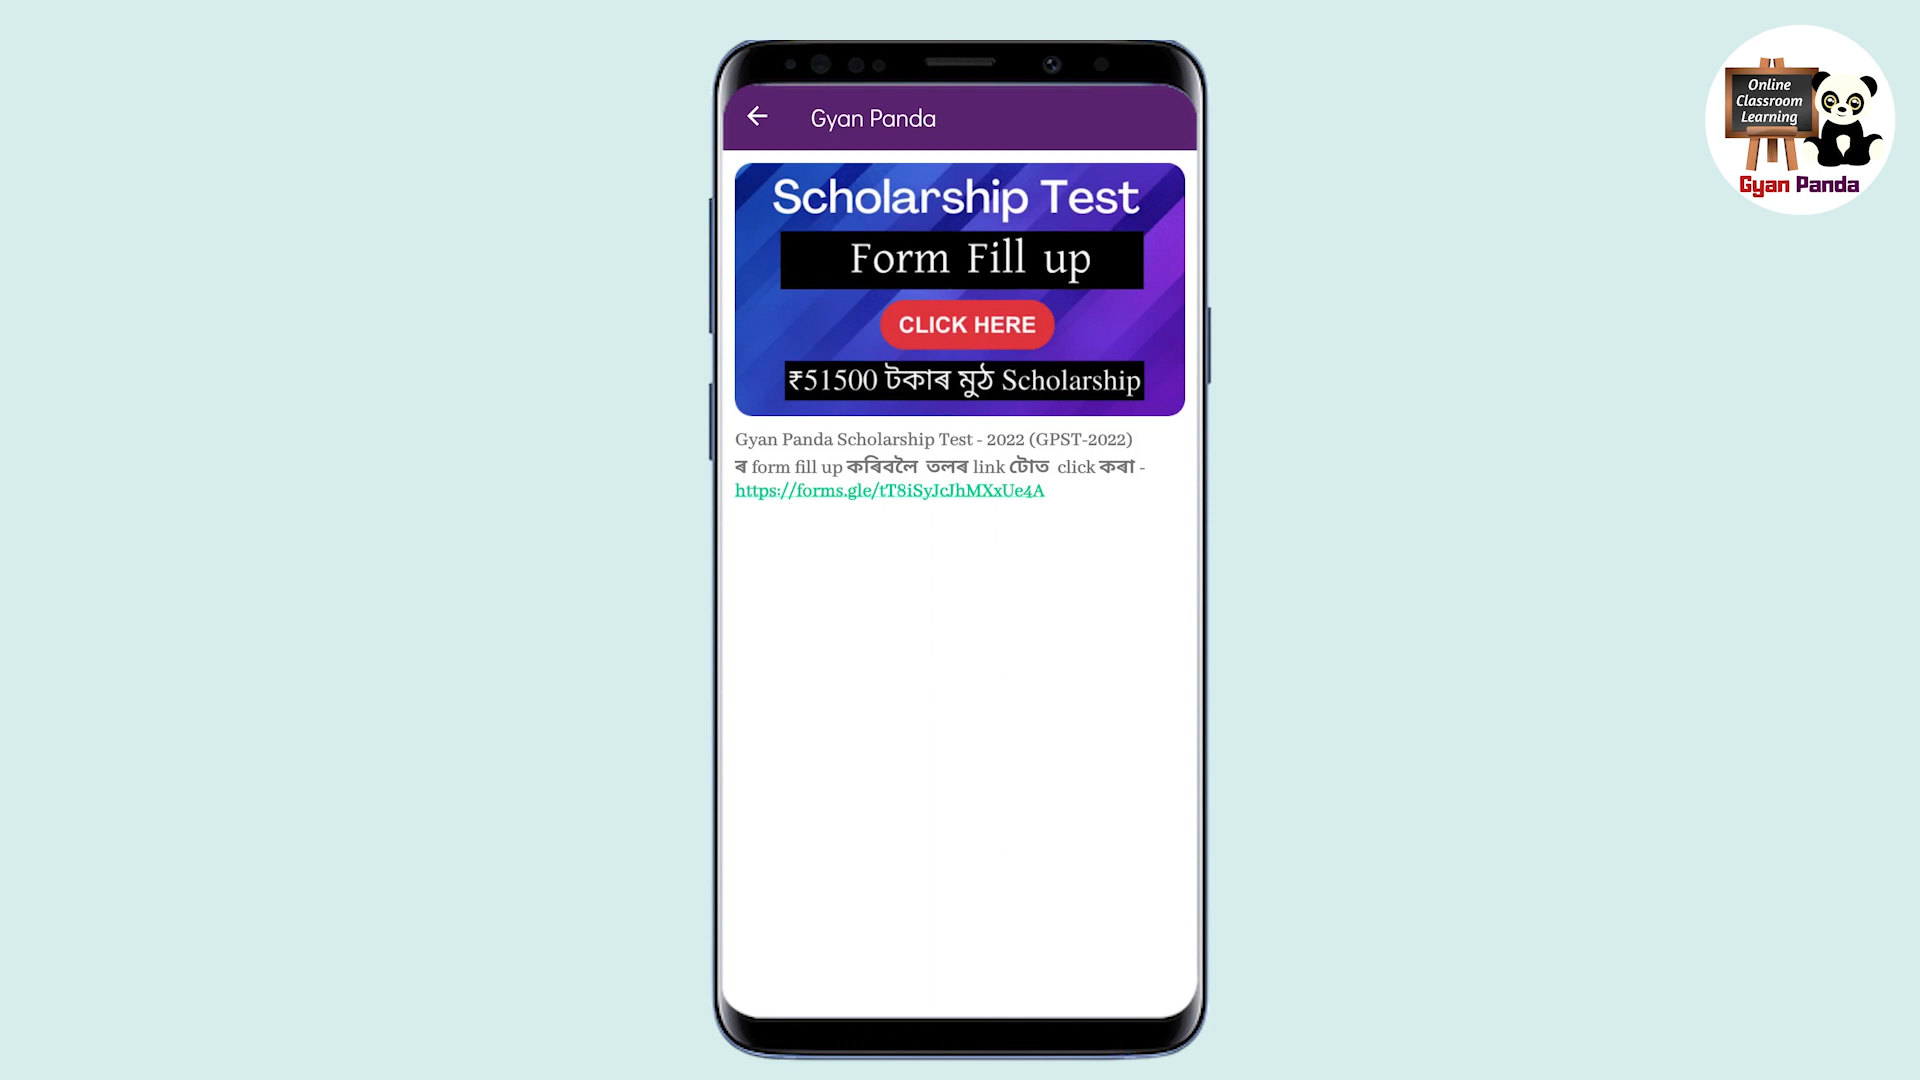 Gyan Panda
Scholarship Test
Form Fill up
CLICK HERE
₹51500 টকাৰ মুঠ Scholarship
Gyan Panda Scholarship Test - 2022 (GPST-2022)
ৰ form fill up কৰিবলৈ তলৰ link টোত click কৰা -
https://forms.gle/tT8iSyJcJhMXxUe4A
Online
Classroom
Learning
Gyan Panda